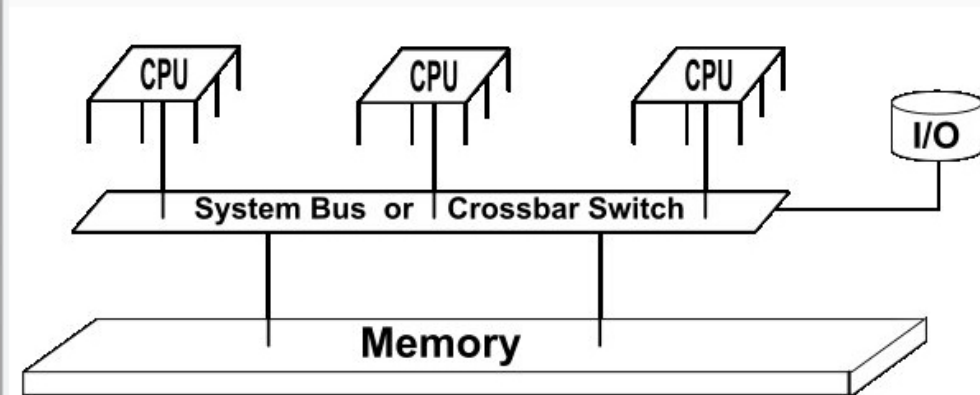 CPU
CPU
CPU
I/O
System Bus or Crossbar Switch
Memory